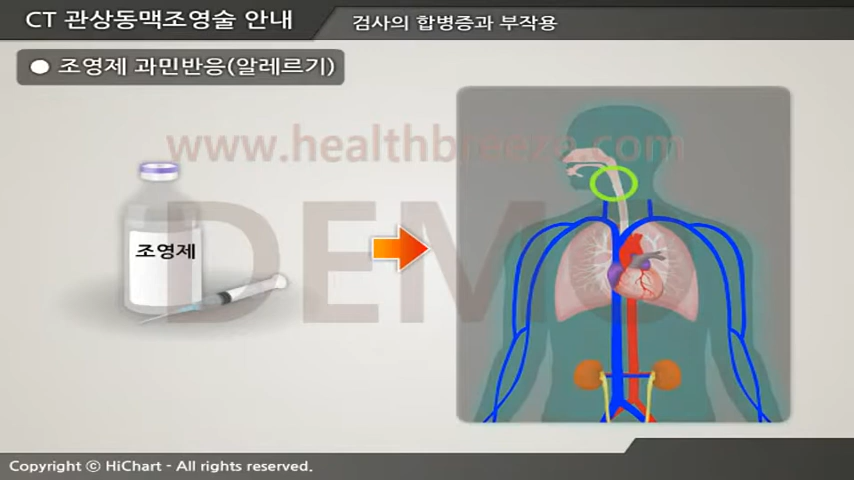 CT 관상동맥조영술 안내
검사의 합병증과 부작용
● 조영제 과민반응(알레르기)
www.healthbreeze.com
조영제
DEMO
Copyright ⓒ HiChart - All rights reserved.